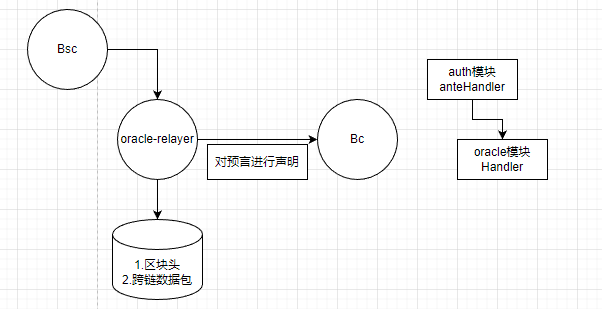 Bsc
auth模块
anteHandler
oracle-relayer
Bc
对预言进行声明
oracle模块
Handler
1.区块头
2.跨链数据包